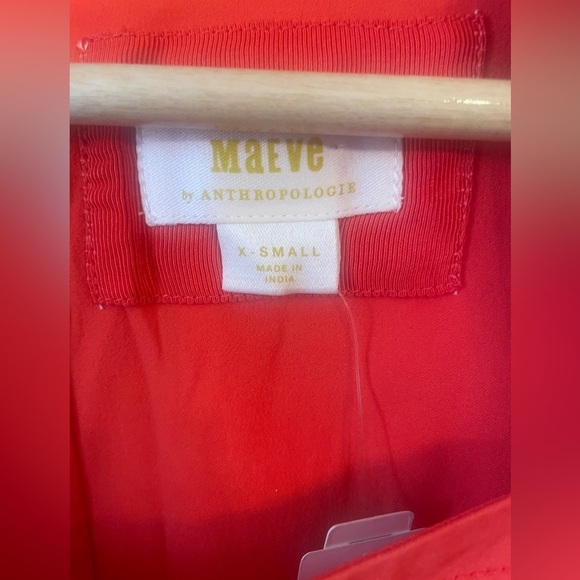 MaEVe
by ANTHROPOLOGIE
X-SMALL
MADE IN
INDIA